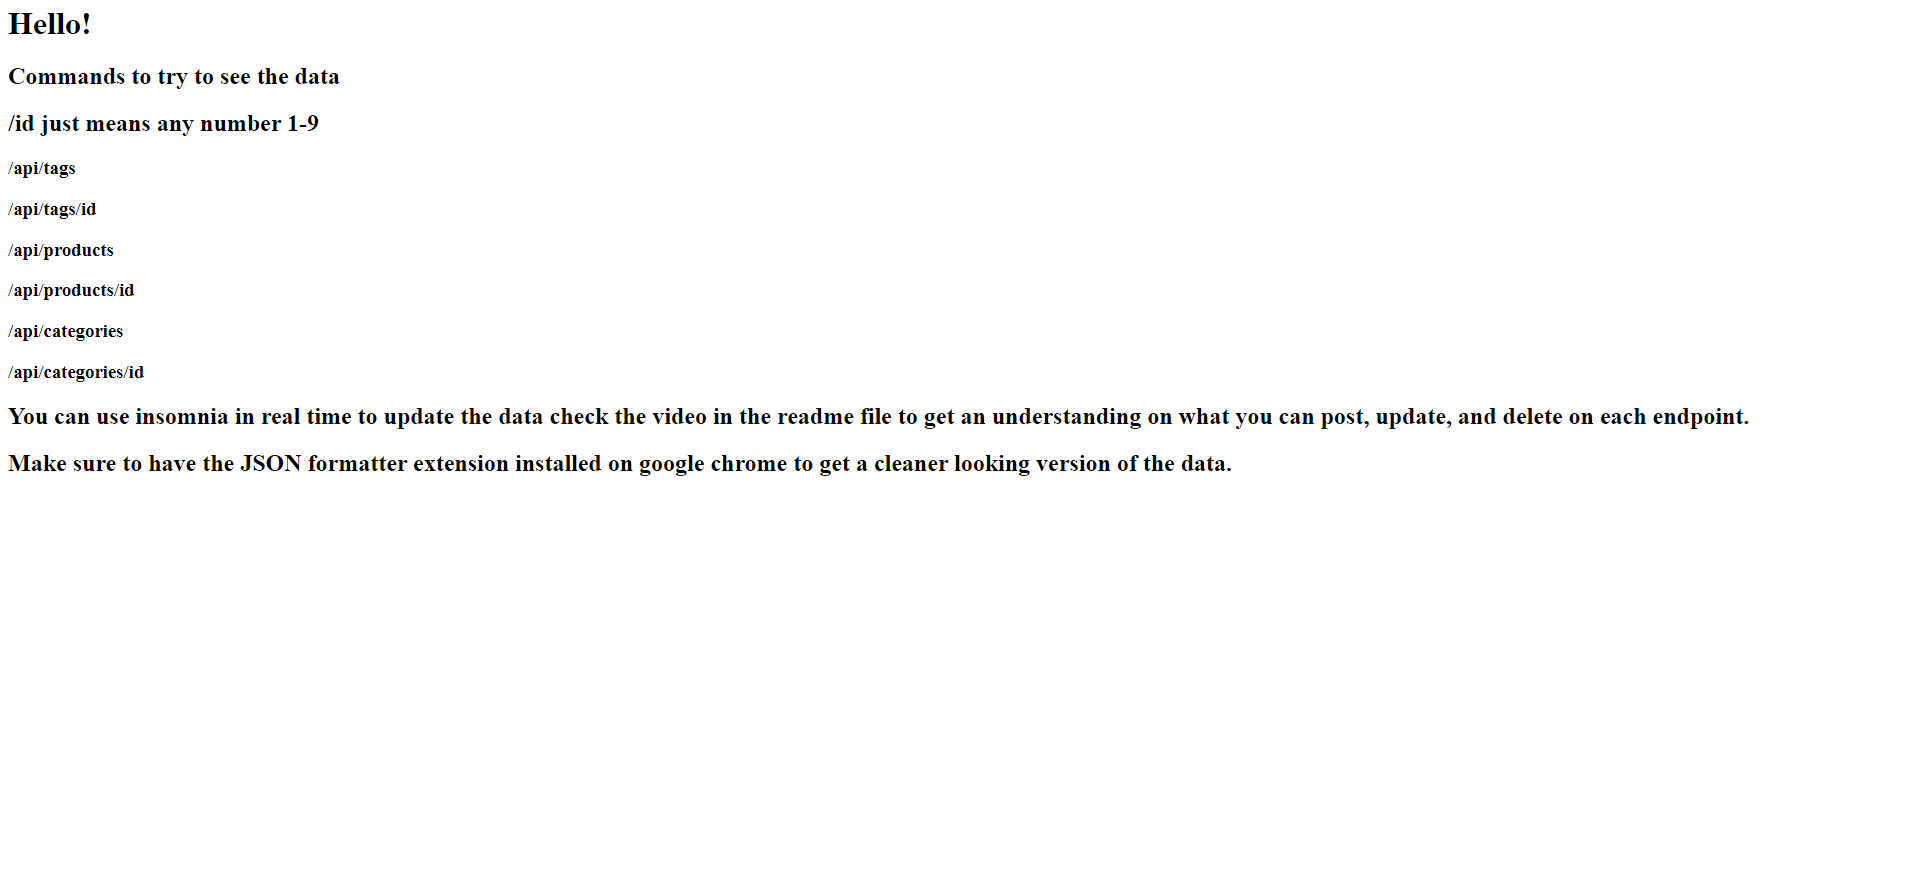 Hello!
Commands to try to see the data
/id just means any number 1-9
/api/tags
/api/tags/id
/api/products
/api/products/id
/api/categories
/api/categories/id
You can use insomnia in real time to update the data check the video in the readme file to get an understanding on what you can post, update, and delete on each endpoint.
Make sure to have the JSON formatter extension installed on google chrome to get a cleaner looking version of the data.